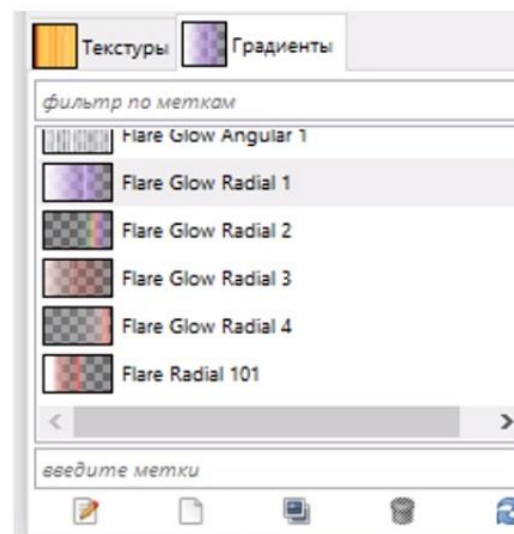 Текстуры Градиенты
фильтр по меткам
Flare Glow Angular 1
Flare Glow Radial 1
Flare Glow Radial 2
Flare Glow Radial 3
Flare Glow Radial 4
Flare Radial 101
введите метки